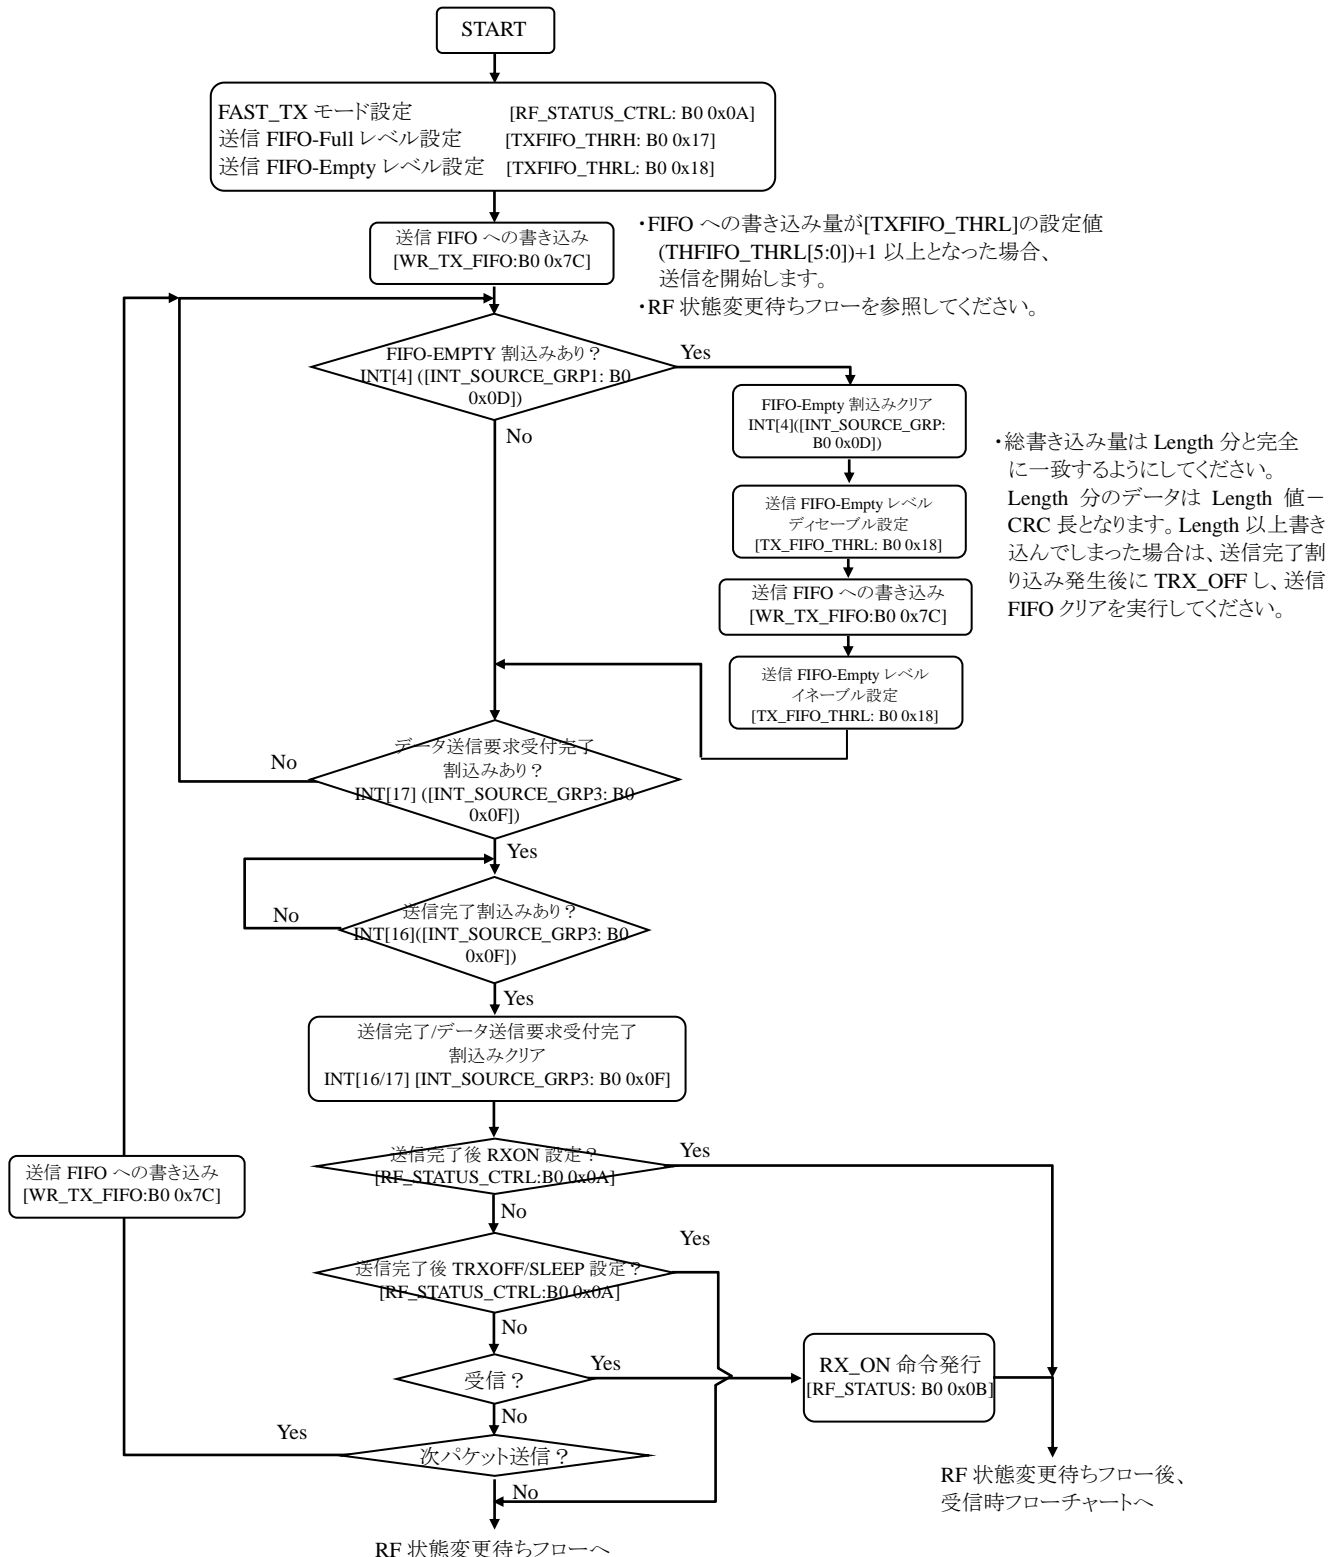 START
FAST_TX モード設定 [RF_STATUS_CTRL: B0 0x0A]
送信 FIFO-Full レベル設定 [TXFIFO_THRH: B0 0x17]
送信 FIFO-Empty レベル設定 [TXFIFO_THRL: B0 0x18]
送信 FIFO への書き込み
[WR_TX_FIFO:B0 0x7C]
・FIFO への書き込み量が[TXFIFO_THRL]の設定値
(THFIFO_THRL[5:0])+1 以上となった場合、
送信を開始します。
・RF 状態変更待ちフローを参照してください。
FIFO-EMPTY 割込みあり？
INT[4] ([INT_SOURCE_GRP1: B0
0x0D])
Yes
No
FIFO-Empty 割込みクリア
INT[4]([INT_SOURCE_GRP:
B0 0x0D])
送信 FIFO-Empty レベル
ディセーブル設定
[TX_FIFO_THRL: B0 0x18]
送信 FIFO への書き込み
[WR_TX_FIFO:B0 0x7C]
送信 FIFO-Empty レベル
イネーブル設定
[TX_FIFO_THRL: B0 0x18]
・総書き込み量は Length 分と完全
に一致するようにしてください。
Length 分のデータは Length 値－
CRC 長となります。Length 以上書き
込んでしまった場合は、送信完了割
り込み発生後に TRX_OFF し、送信
FIFO クリアを実行してください。
データ送信要求受付完了
割込みあり？
INT[17] ([INT_SOURCE_GRP3: B0
0x0F])
No
Yes
送信完了割込みあり？
INT[16]([INT_SOURCE_GRP3: B0
0x0F])
No
Yes
送信完了/データ送信要求受付完了
割込みクリア
INT[16/17] [INT_SOURCE_GRP3: B0 0x0F]
送信完了後 RXON 設定？
[RF_STATUS_CTRL:B0 0x0A]
Yes
No
送信 FIFO への書き込み
[WR_TX_FIFO:B0 0x7C]
送信完了後 TRXOFF/SLEEP 設定？
[RF_STATUS_CTRL:B0 0x0A]
Yes
No
受信？
Yes
No
RX_ON 命令発行
[RF_STATUS: B0 0x0B]
次パケット送信？
Yes
No
RF 状態変更待ちフロー後、
受信時フローチャートへ
RF 状態変更待ちフローへ